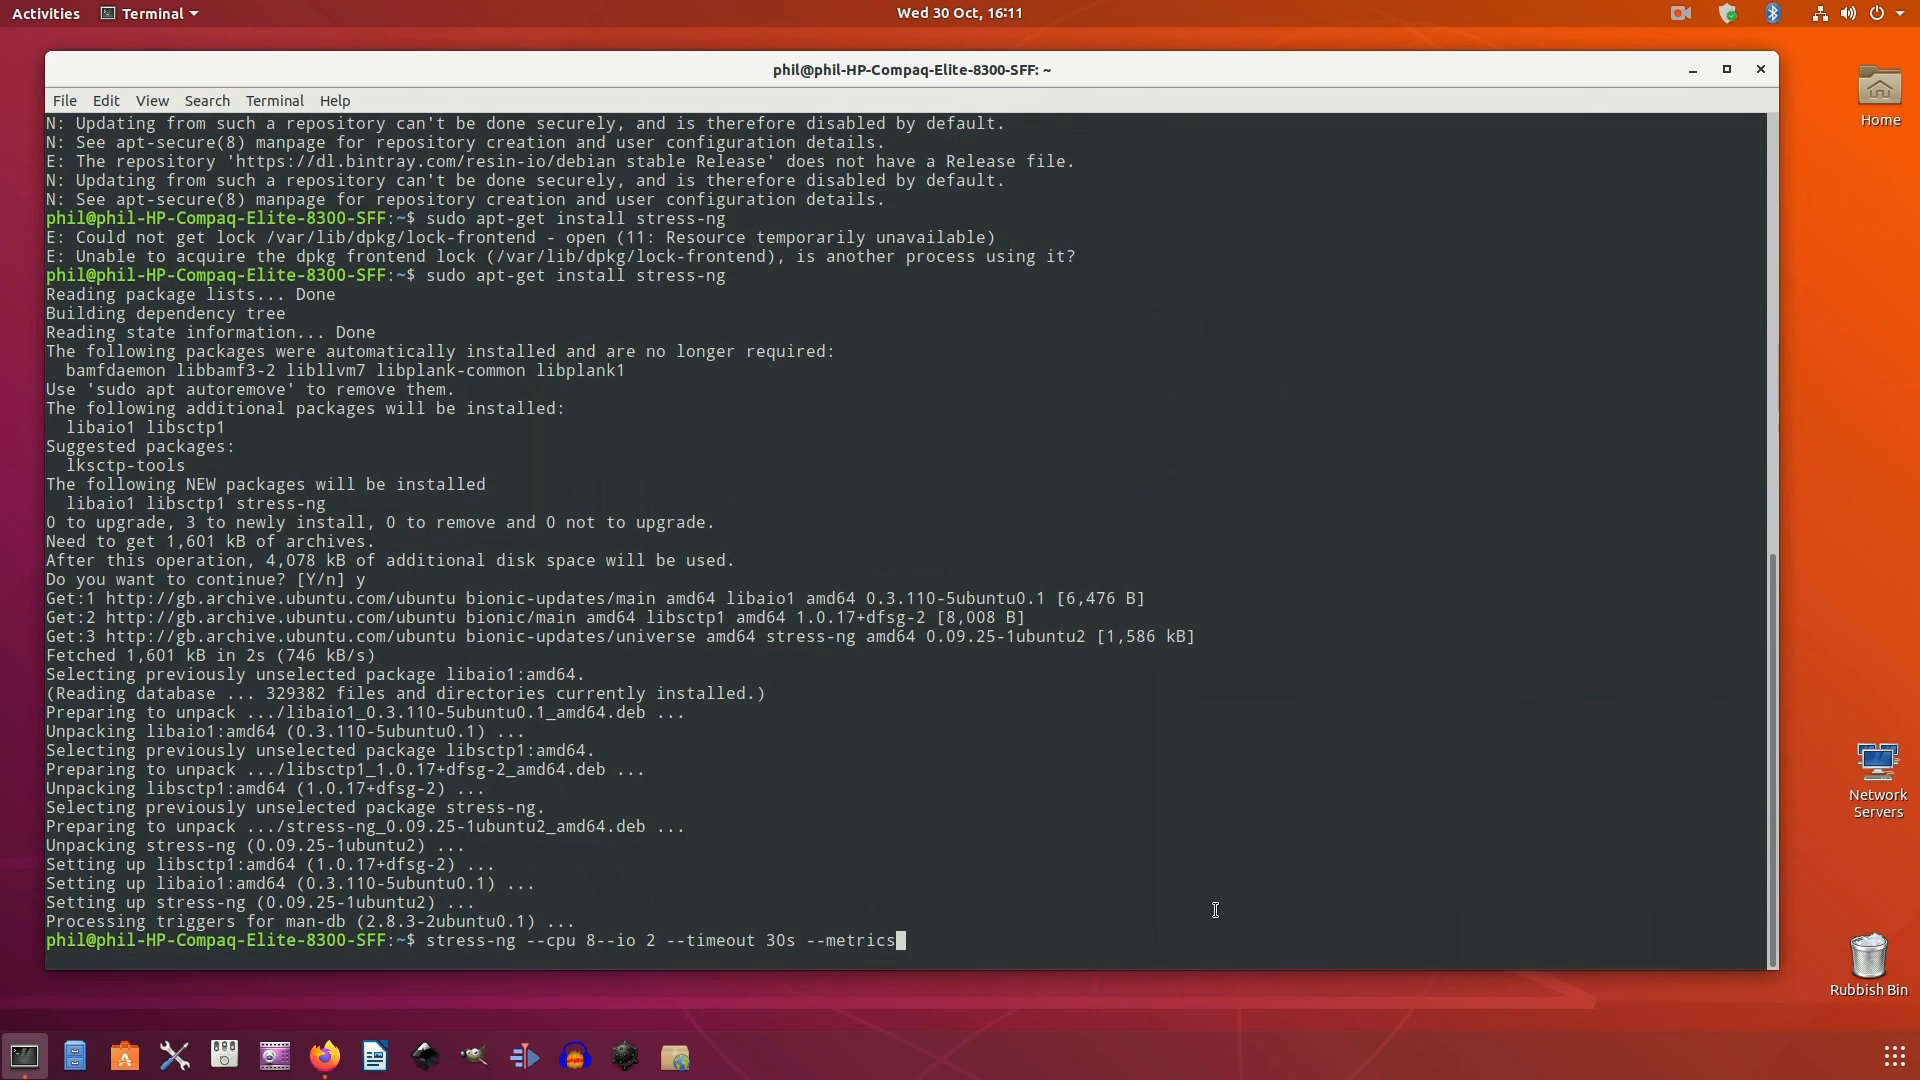 Activities Terminal Wed 30 Oct, 16:11
phil@phil-HP-Compaq-Elite-8300-SFF: ~
File Edit View Search Terminal Help
N: Updating from such a repository can't be done securely, and is therefore disabled by default.
N: See apt-secure(8) manpage for repository creation and user configuration details.
E: The repository 'https://dl.bintray.com/resin-io/debian stable Release' does not have a Release file.
N: Updating from such a repository can't be done securely, and is therefore disabled by default.
N: See apt-secure(8) manpage for repository creation and user configuration details.
phil@phil-HP-Compaq-Elite-8300-SFF:~$ sudo apt-get install stress-ng
E: Could not get lock /var/lib/dpkg/lock-frontend - open (11: Resource temporarily unavailable)
E: Unable to acquire the dpkg frontend lock (/var/lib/dpkg/lock-frontend), is another process using it?
phil@phil-HP-Compaq-Elite-8300-SFF:~$ sudo apt-get install stress-ng
Reading package lists... Done
Building dependency tree
Reading state information... Done
The following packages were automatically installed and are no longer required:
bamfdaemon libbamf3-2 libllvm7 libplank-common libplank1
Use 'sudo apt autoremove' to remove them.
The following additional packages will be installed:
libaio1 libsctp1
Suggested packages:
lksctp-tools
The following NEW packages will be installed
libaio1 libsctp1 stress-ng
0 to upgrade, 3 to newly install, 0 to remove and 0 not to upgrade.
Need to get 1,601 kB of archives.
After this operation, 4,078 kB of additional disk space will be used.
Do you want to continue? [Y/n] y
Get:1 http://gb.archive.ubuntu.com/ubuntu bionic-updates/main amd64 libaio1 amd64 0.3.110-5ubuntu0.1 [6,476 B]
Get:2 http://gb.archive.ubuntu.com/ubuntu bionic/main amd64 libsctp1 amd64 1.0.17+dfsg-2 [8,008 B]
Get:3 http://gb.archive.ubuntu.com/ubuntu bionic-updates/universe amd64 stress-ng amd64 0.09.25-1ubuntu2 [1,586 kB]
Fetched 1,601 kB in 2s (746 kB/s)
Selecting previously unselected package libaio1:amd64.
(Reading database ... 329382 files and directories currently installed.)
Preparing to unpack .../libaio1_0.3.110-5ubuntu0.1_amd64.deb ...
Unpacking libaio1:amd64 (0.3.110-5ubuntu0.1) ...
Selecting previously unselected package libsctp1:amd64.
Preparing to unpack .../libsctp1_1.0.17+dfsg-2_amd64.deb ...
Unpacking libsctp1:amd64 (1.0.17+dfsg-2) ...
Selecting previously unselected package stress-ng.
Preparing to unpack .../stress-ng_0.09.25-1ubuntu2_amd64.deb ...
Unpacking stress-ng (0.09.25-1ubuntu2) ...
Setting up libsctp1:amd64 (1.0.17+dfsg-2) ...
Setting up libaio1:amd64 (0.3.110-5ubuntu0.1) ...
Setting up stress-ng (0.09.25-1ubuntu2) ...
Processing triggers for man-db (2.8.3-2ubuntu0.1) ...
phil@phil-HP-Compaq-Elite-8300-SFF:~$ stress-ng --cpu 8--io 2 --timeout 30s --metrics
Home
Network
Servers
Rubbish Bin